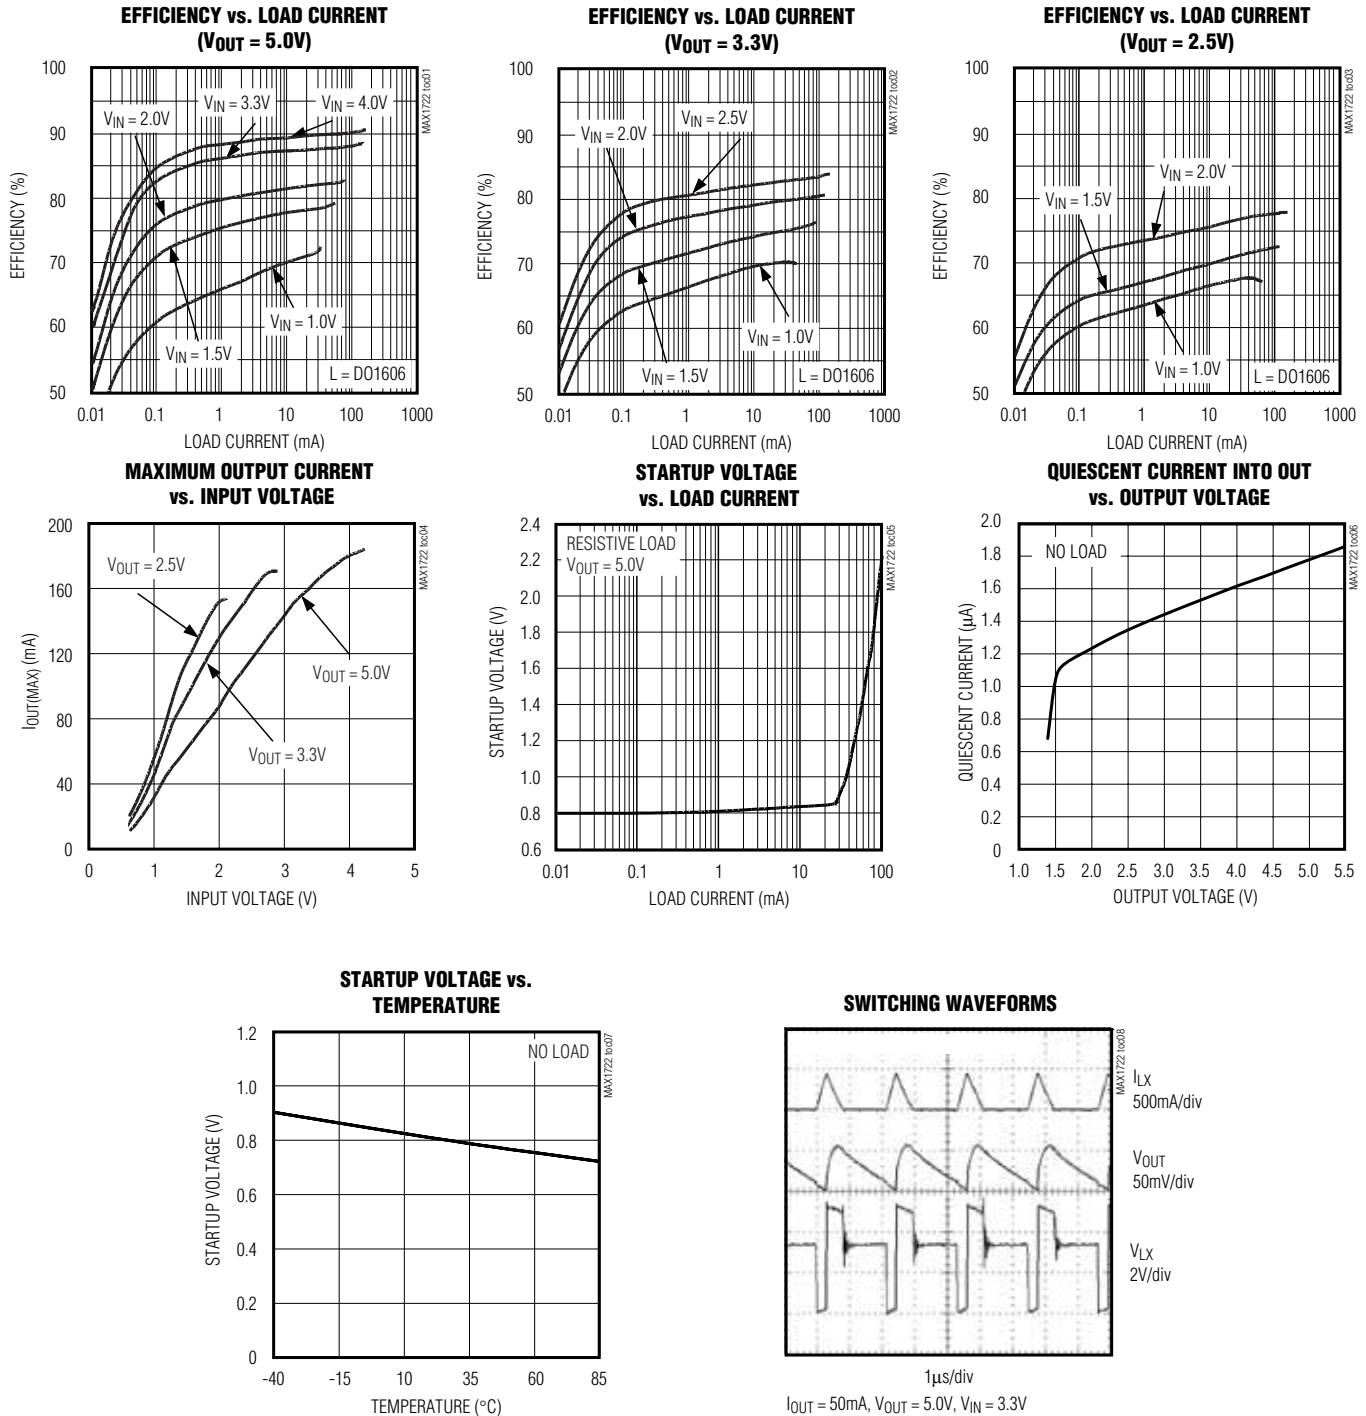 EFFICIENCY vs. LOAD CURRENT
(VOUT = 5.0V)
MAX1722 toc01
EFFICIENCY (%)
100
90
80
70
60
50
VIN = 2.0V
VIN = 3.3V
VIN = 4.0V
VIN = 1.0V
VIN = 1.5V
L = DO1606
0.01 0.1 1 10 100 1000
LOAD CURRENT (mA)
EFFICIENCY vs. LOAD CURRENT
(VOUT = 3.3V)
MAX1722 toc02
EFFICIENCY (%)
100
90
80
70
60
50
VIN = 2.0V
VIN = 2.5V
VIN = 1.0V
VIN = 1.5V
L = DO1606
0.01 0.1 1 10 100 1000
LOAD CURRENT (mA)
EFFICIENCY vs. LOAD CURRENT
(VOUT = 2.5V)
MAX1722 toc03
EFFICIENCY (%)
100
90
80
70
60
50
VIN = 2.0V
VIN = 1.5V
VIN = 1.0V
L = DO1606
0.01 0.1 1 10 100 1000
LOAD CURRENT (mA)
MAXIMUM OUTPUT CURRENT
vs. INPUT VOLTAGE
MAX1722 toc04
IOUT(MAX) (mA)
200
160
120
80
40
0
VOUT = 2.5V
VOUT = 5.0V
VOUT = 3.3V
0 1 2 3 4 5
INPUT VOLTAGE (V)
STARTUP VOLTAGE
vs. LOAD CURRENT
MAX1722 toc05
STARTUP VOLTAGE (V)
2.4
2.2
2.0
1.8
1.6
1.4
1.2
1.0
0.8
0.6
RESISTIVE LOAD
VOUT = 5.0V
0.01 0.1 1 10 100
LOAD CURRENT (mA)
QUIESCENT CURRENT INTO OUT
vs. OUTPUT VOLTAGE
MAX1722 toc06
QUIESCENT CURRENT (µA)
2.0
1.8
1.6
1.4
1.2
1.0
0.8
0.6
0.4
0.2
0
NO LOAD
1.0 1.5 2.0 2.5 3.0 3.5 4.0 4.5 5.0 5.5
OUTPUT VOLTAGE (V)
STARTUP VOLTAGE vs.
TEMPERATURE
MAX1722 toc07
STARTUP VOLTAGE (V)
1.2
1.0
0.8
0.6
0.4
0.2
0
NO LOAD
-40 -15 10 35 60 85
TEMPERATURE (°C)
SWITCHING WAVEFORMS
MAX1722 toc08
ILX
500mA/div
VOUT
50mV/div
VLX
2V/div
1µs/div
IOUT = 50mA, VOUT = 5.0V, VIN = 3.3V